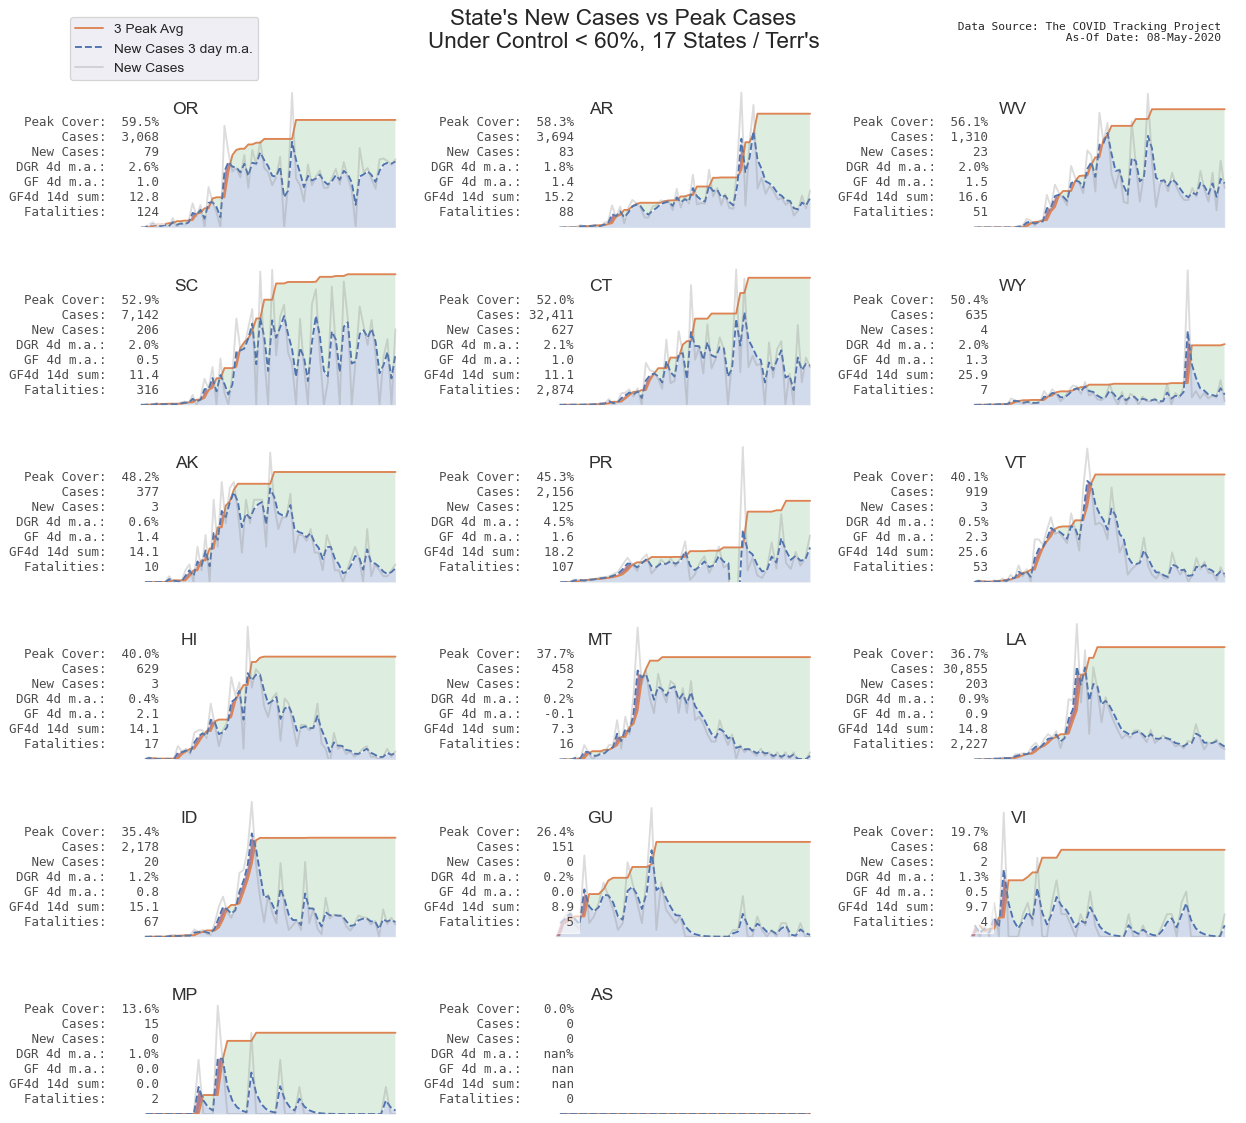 3 Peak Avg
New Cases 3 day m.a.
New Cases
State's New Cases vs Peak Cases
Under Control < 60%, 17 States / Terr's
Data Source: The COVID Tracking Project
As-Of Date: 08-May-2020
OR
Peak Cover: 59.5%
Cases: 3,068
New Cases: 79
DGR 4d m.a.: 2.6%
GF 4d m.a.: 1.0
GF4d 14d sum: 12.8
Fatalities: 124
AR
Peak Cover: 58.3%
Cases: 3,694
New Cases: 83
DGR 4d m.a.: 1.8%
GF 4d m.a.: 1.4
GF4d 14d sum: 15.2
Fatalities: 88
WV
Peak Cover: 56.1%
Cases: 1,310
New Cases: 23
DGR 4d m.a.: 2.0%
GF 4d m.a.: 1.5
GF4d 14d sum: 16.6
Fatalities: 51
SC
Peak Cover: 52.9%
Cases: 7,142
New Cases: 206
DGR 4d m.a.: 2.0%
GF 4d m.a.: 0.5
GF4d 14d sum: 11.4
Fatalities: 316
CT
Peak Cover: 52.0%
Cases: 32,411
New Cases: 627
DGR 4d m.a.: 2.1%
GF 4d m.a.: 1.0
GF4d 14d sum: 11.1
Fatalities: 2,874
WY
Peak Cover: 50.4%
Cases: 635
New Cases: 4
DGR 4d m.a.: 2.0%
GF 4d m.a.: 1.3
GF4d 14d sum: 25.9
Fatalities: 7
AK
Peak Cover: 48.2%
Cases: 377
New Cases: 3
DGR 4d m.a.: 0.6%
GF 4d m.a.: 1.4
GF4d 14d sum: 14.1
Fatalities: 10
PR
Peak Cover: 45.3%
Cases: 2,156
New Cases: 125
DGR 4d m.a.: 4.5%
GF 4d m.a.: 1.6
GF4d 14d sum: 18.2
Fatalities: 107
VT
Peak Cover: 40.1%
Cases: 919
New Cases: 3
DGR 4d m.a.: 0.5%
GF 4d m.a.: 2.3
GF4d 14d sum: 25.6
Fatalities: 53
HI
Peak Cover: 40.0%
Cases: 629
New Cases: 3
DGR 4d m.a.: 0.4%
GF 4d m.a.: 2.1
GF4d 14d sum: 14.1
Fatalities: 17
MT
Peak Cover: 37.7%
Cases: 458
New Cases: 2
DGR 4d m.a.: 0.2%
GF 4d m.a.: -0.1
GF4d 14d sum: 7.3
Fatalities: 16
LA
Peak Cover: 36.7%
Cases: 30,855
New Cases: 203
DGR 4d m.a.: 0.9%
GF 4d m.a.: 0.9
GF4d 14d sum: 14.8
Fatalities: 2,227
ID
Peak Cover: 35.4%
Cases: 2,178
New Cases: 20
DGR 4d m.a.: 1.2%
GF 4d m.a.: 0.8
GF4d 14d sum: 15.1
Fatalities: 67
GU
Peak Cover: 26.4%
Cases: 151
New Cases: 0
DGR 4d m.a.: 0.2%
GF 4d m.a.: 0.0
GF4d 14d sum: 8.9
Fatalities: 5
VI
Peak Cover: 19.7%
Cases: 68
New Cases: 2
DGR 4d m.a.: 1.3%
GF 4d m.a.: 0.5
GF4d 14d sum: 9.7
Fatalities: 4
MP
Peak Cover: 13.6%
Cases: 15
New Cases: 0
DGR 4d m.a.: 1.0%
GF 4d m.a.: 0.0
GF4d 14d sum: 0.0
Fatalities: 2
AS
Peak Cover: 0.0%
Cases: 0
New Cases: 0
DGR 4d m.a.: nan%
GF 4d m.a.: nan
GF4d 14d sum: nan
Fatalities: 0